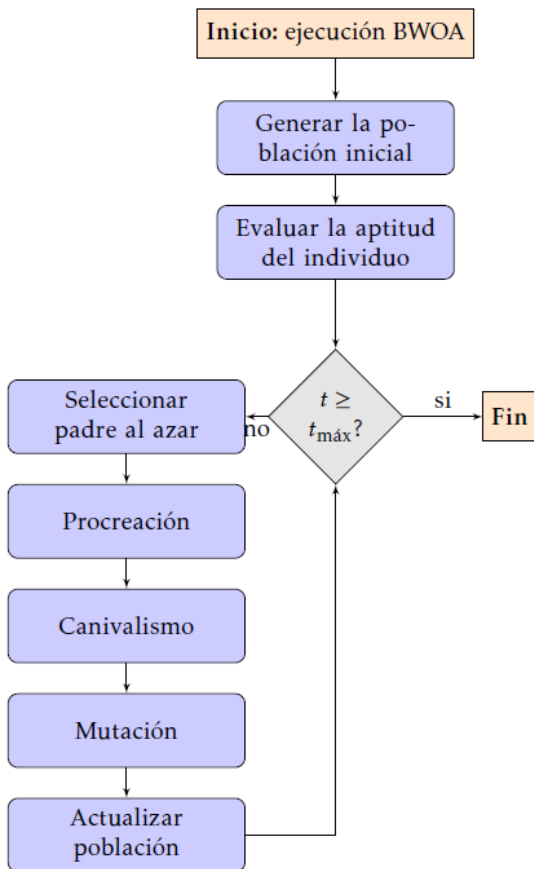 Inicio: ejecución BWOA
Generar la po-
blación inicial
Evaluar la aptitud
del individuo
t ≥
t_máx?
si
Fin
no
Seleccionar
padre al azar
Procreación
Canivalismo
Mutación
Actualizar
población